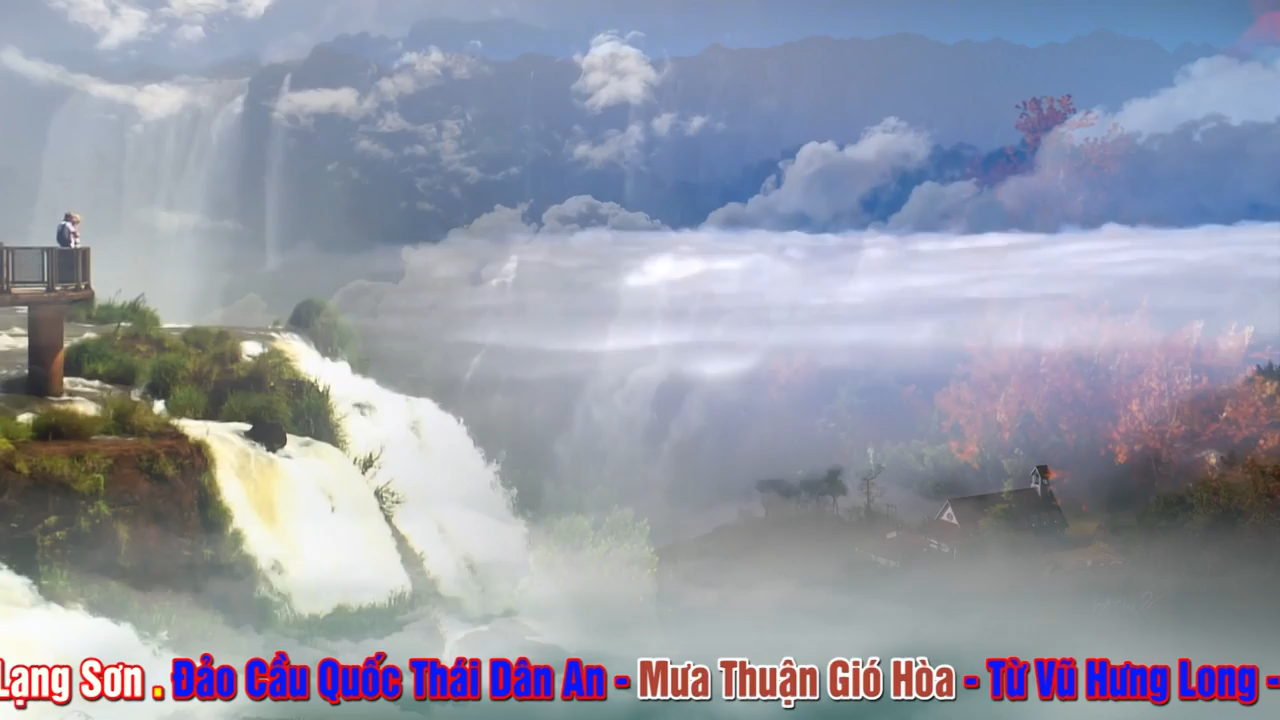 Lạng Sơn . Đảo Cầu Quốc Thái Dân An - Mưa Thuận Gió Hòa - Từ Vũ Hưng Long -